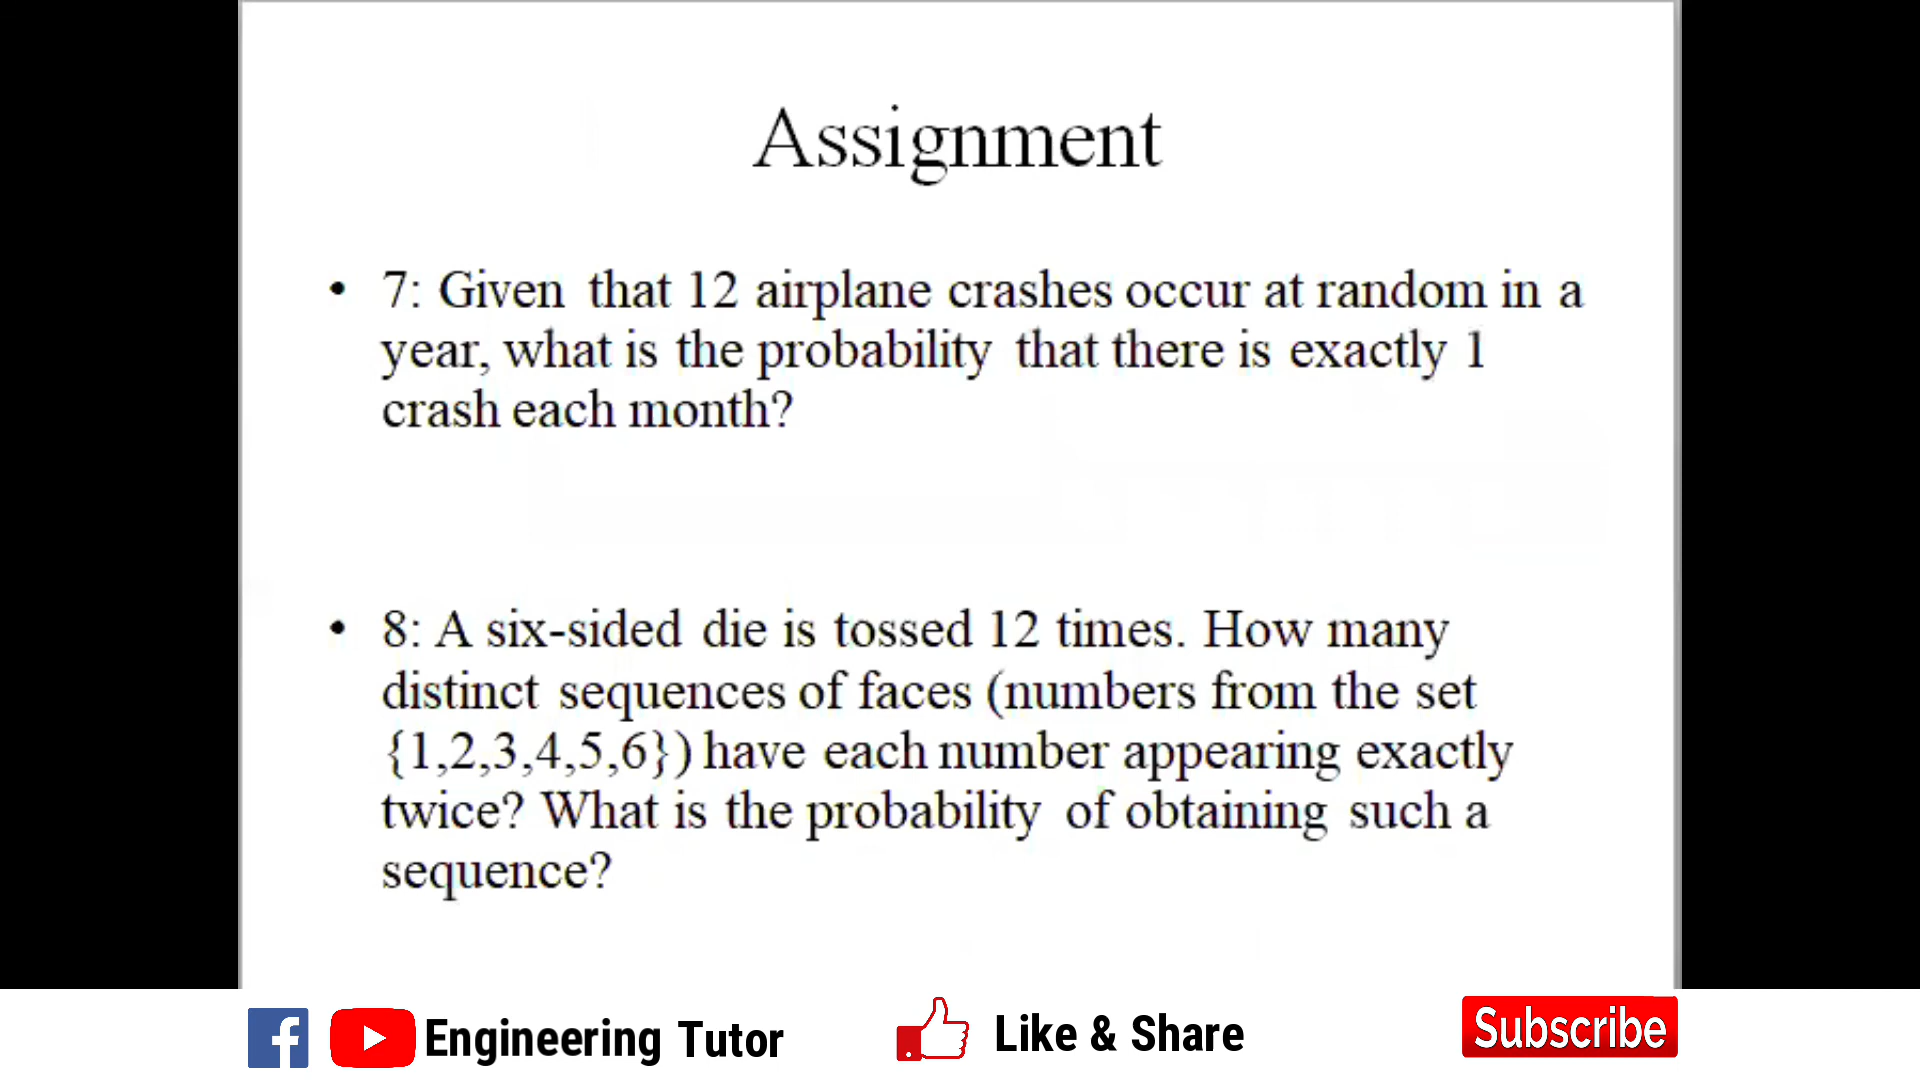 Assignment
• 7: Given that 12 airplane crashes occur at random in a
year, what is the probability that there is exactly 1
crash each month?
• 8: A six-sided die is tossed 12 times. How many
distinct sequences of faces (numbers from the set
{1,2,3,4,5,6}) have each number appearing exactly
twice? What is the probability of obtaining such a
sequence?
Engineering Tutor
Like & Share
Subscribe